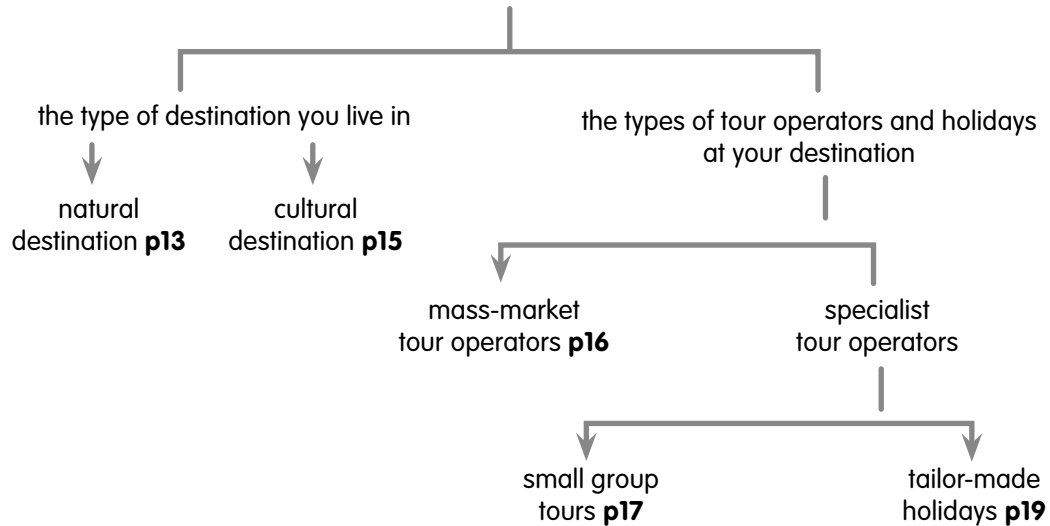 the type of destination you live in
the types of tour operators and holidays
at your destination
natural
destination p13
cultural
destination p15
mass-market
tour operators p16
specialist
tour operators
small group
tours p17
tailor-made
holidays p19